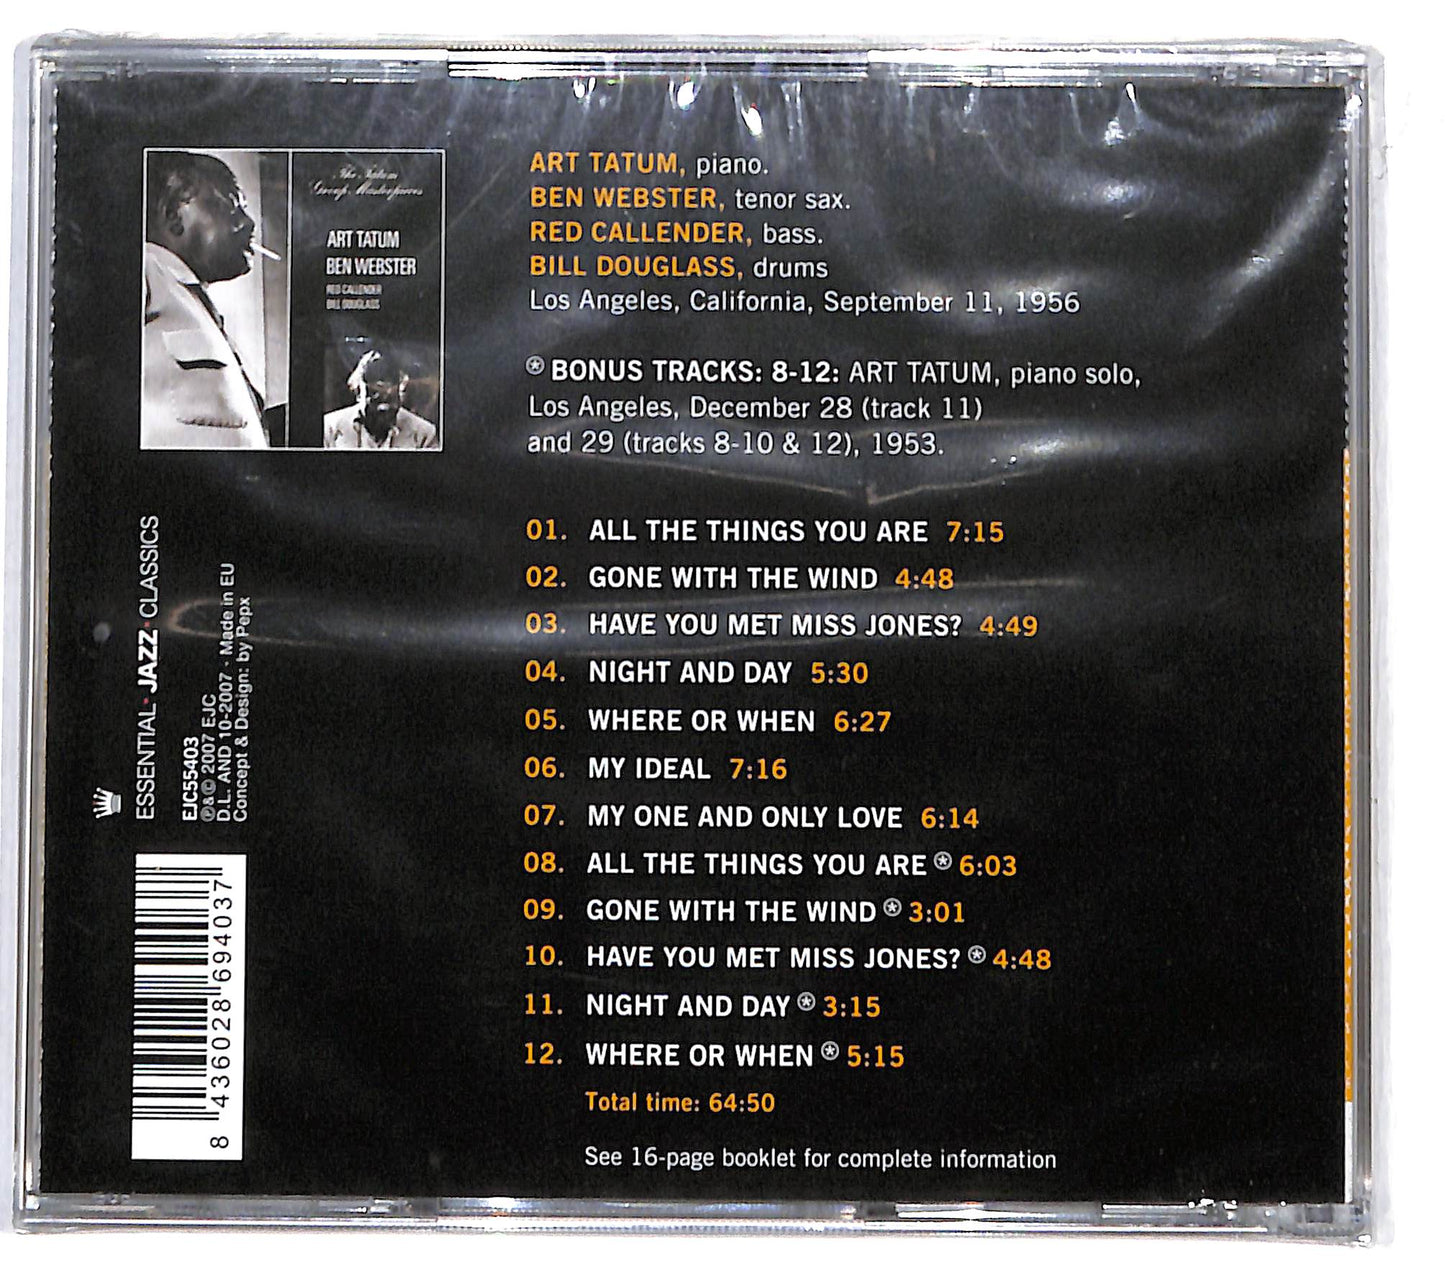 The Tatum
Group Masterpieces
ART TATUM
BEN WEBSTER
RED CALLENDER
BILL DOUGLASS
ART TATUM, piano.
BEN WEBSTER, tenor sax.
RED CALLENDER, bass.
BILL DOUGLASS, drums
Los Angeles, California, September 11, 1956
BONUS TRACKS: 8-12: ART TATUM, piano solo,
Los Angeles, December 28 (track 11)
and 29 (tracks 8-10 & 12), 1953.
01. ALL THE THINGS YOU ARE 7:15
02. GONE WITH THE WIND 4:48
03. HAVE YOU MET MISS JONES? 4:49
04. NIGHT AND DAY 5:30
05. WHERE OR WHEN 6:27
06. MY IDEAL 7:16
07. MY ONE AND ONLY LOVE 6:14
08. ALL THE THINGS YOU ARE ⊛ 6:03
09. GONE WITH THE WIND ⊛ 3:01
10. HAVE YOU MET MISS JONES? ⊛ 4:48
11. NIGHT AND DAY ⊛ 3:15
12. WHERE OR WHEN ⊛ 5:15
Total time: 64:50
See 16-page booklet for complete information
ESSENTIAL·JAZZ·CLASSICS
EJC55403
℗&© 2007 EJC
D.L. AND 10-2007 - Made in EU
Concept & Design: by Pepx
8 436028 694037